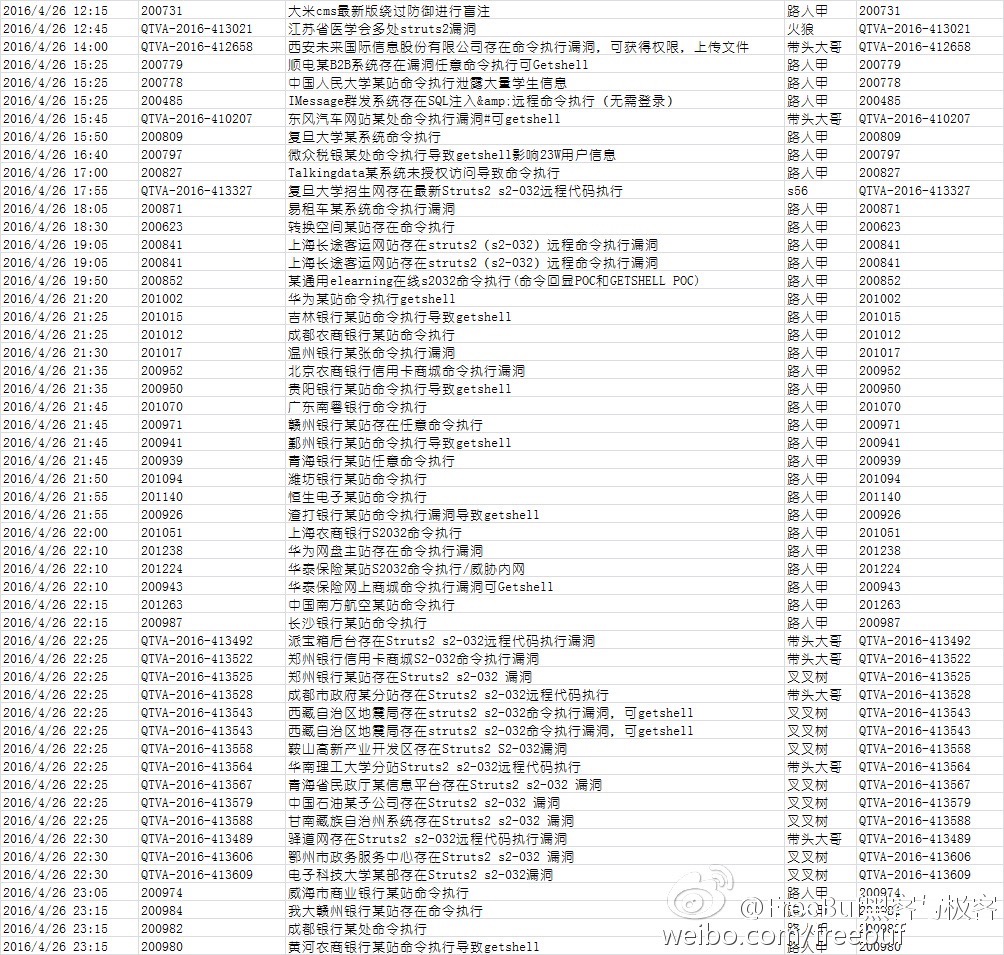 2016/4/26 12:15 200731 大米cms最新版绕过防御进行盲注 路人甲 200731
2016/4/26 12:45 QTVA-2016-413021 江苏省医学会多处struts2漏洞 火狼 QTVA-2016-413021
2016/4/26 14:00 QTVA-2016-412658 西安未来国际信息股份有限公司存在命令执行漏洞，可获得权限，上传文件 带头大哥 QTVA-2016-412658
2016/4/26 15:25 200779 顺电某B2B系统存在漏洞任意命令执行可Getshell 路人甲 200779
2016/4/26 15:25 200778 中国人民大学某站命令执行泄露大量学生信息 路人甲 200778
2016/4/26 15:25 200485 IMessage群发系统存在SQL注入&amp;远程命令执行（无需登录） 路人甲 200485
2016/4/26 15:45 QTVA-2016-410207 东风汽车网站某处命令执行漏洞#可getshell 带头大哥 QTVA-2016-410207
2016/4/26 15:50 200809 复旦大学某系统命令执行 路人甲 200809
2016/4/26 16:40 200797 微众税银某处命令执行导致getshell影响23W用户信息 路人甲 200797
2016/4/26 17:00 200827 Talkingdata某系统未授权访问导致命令执行 路人甲 200827
2016/4/26 17:55 QTVA-2016-413327 复旦大学招生网存在最新Struts2 s2-032远程代码执行 s56 QTVA-2016-413327
2016/4/26 18:05 200871 易租车某系统命令执行漏洞 路人甲 200871
2016/4/26 18:30 200623 转换空间某站存在命令执行 路人甲 200623
2016/4/26 19:05 200841 上海长途客运网站存在struts2（s2-032）远程命令执行漏洞 路人甲 200841
2016/4/26 19:05 200841 上海长途客运网站存在struts2（s2-032）远程命令执行漏洞 路人甲 200841
2016/4/26 19:50 200852 某通用elearning在线s2032命令执行(命令回显POC和GETSHELL POC) 路人甲 200852
2016/4/26 21:20 201002 华为某站命令执行getshell 路人甲 201002
2016/4/26 21:25 201015 吉林银行某站命令执行导致getshell 路人甲 201015
2016/4/26 21:25 201012 成都农商银行某站命令执行 路人甲 201012
2016/4/26 21:30 201017 温州银行某张命令执行漏洞 路人甲 201017
2016/4/26 21:35 200952 北京农商银行信用卡商城命令执行漏洞 路人甲 200952
2016/4/26 21:35 200950 贵阳银行某站命令执行导致getshell 路人甲 200950
2016/4/26 21:45 201070 广东南粤银行命令执行 路人甲 201070
2016/4/26 21:45 200971 赣州银行某站存在任意命令执行 路人甲 200971
2016/4/26 21:45 200941 鄞州银行某站命令执行导致getshell 路人甲 200941
2016/4/26 21:45 200939 青海银行某站任意命令执行 路人甲 200939
2016/4/26 21:50 201094 潍坊银行某站命令执行 路人甲 201094
2016/4/26 21:55 201140 恒生电子某站命令执行 路人甲 201140
2016/4/26 21:55 200926 渣打银行某站命令执行漏洞导致getshell 路人甲 200926
2016/4/26 22:00 201051 上海农商银行S2032命令执行 路人甲 201051
2016/4/26 22:10 201238 华为网盘主站存在命令执行漏洞 路人甲 201238
2016/4/26 22:10 201224 华泰保险某站S2032命令执行/威胁内网 路人甲 201224
2016/4/26 22:10 200943 华泰保险网上商城命令执行漏洞可Getshell 路人甲 200943
2016/4/26 22:15 201263 中国南方航空某站命令执行 路人甲 201263
2016/4/26 22:15 200987 长沙银行某站命令执行 路人甲 200987
2016/4/26 22:25 QTVA-2016-413492 派宝箱后台存在Struts2 s2-032远程代码执行漏洞 带头大哥 QTVA-2016-413492
2016/4/26 22:25 QTVA-2016-413522 郑州银行信用卡商城S2-032命令执行漏洞 带头大哥 QTVA-2016-413522
2016/4/26 22:25 QTVA-2016-413525 郑州银行某站存在Struts2 s2-032 漏洞 叉叉树 QTVA-2016-413525
2016/4/26 22:25 QTVA-2016-413528 成都市政府某分站存在Struts2 s2-032远程代码执行 带头大哥 QTVA-2016-413528
2016/4/26 22:25 QTVA-2016-413543 西藏自治区地震局存在struts2 s2-032命令执行漏洞，可getshell 叉叉树 QTVA-2016-413543
2016/4/26 22:25 QTVA-2016-413543 西藏自治区地震局存在struts2 s2-032命令执行漏洞，可getshell 叉叉树 QTVA-2016-413543
2016/4/26 22:25 QTVA-2016-413558 鞍山高新产业开发区存在Struts2 S2-032漏洞 叉叉树 QTVA-2016-413558
2016/4/26 22:25 QTVA-2016-413564 华南理工大学分站Struts2 s2-032远程代码执行 带头大哥 QTVA-2016-413564
2016/4/26 22:25 QTVA-2016-413567 青海省民政厅某信息平台存在Struts2 s2-032 漏洞 叉叉树 QTVA-2016-413567
2016/4/26 22:25 QTVA-2016-413579 中国石油某子公司存在Struts2 s2-032 漏洞 叉叉树 QTVA-2016-413579
2016/4/26 22:25 QTVA-2016-413588 甘南藏族自治州系统存在Struts2 s2-032 漏洞 叉叉树 QTVA-2016-413588
2016/4/26 22:30 QTVA-2016-413489 驿道网存在Struts2 s2-032远程代码执行漏洞 带头大哥 QTVA-2016-413489
2016/4/26 22:30 QTVA-2016-413606 鄂州市政务服务中心存在Struts2 s2-032 漏洞 叉叉树 QTVA-2016-413606
2016/4/26 22:30 QTVA-2016-413609 电子科技大学某部存在Struts2 s2-032漏洞 叉叉树 QTVA-2016-413609
2016/4/26 23:05 200974 威海市商业银行某站命令执行 路人甲 200974
2016/4/26 23:15 200984 我大赣州银行某站存在命令执行 路人甲 200984
2016/4/26 23:15 200982 成都银行某处命令执行 路人甲 200982
2016/4/26 23:15 200980 黄河农商银行某站命令执行导致getshell 路人甲 200980
@FreeBuf黑客与极客
weibo.com/freebuf